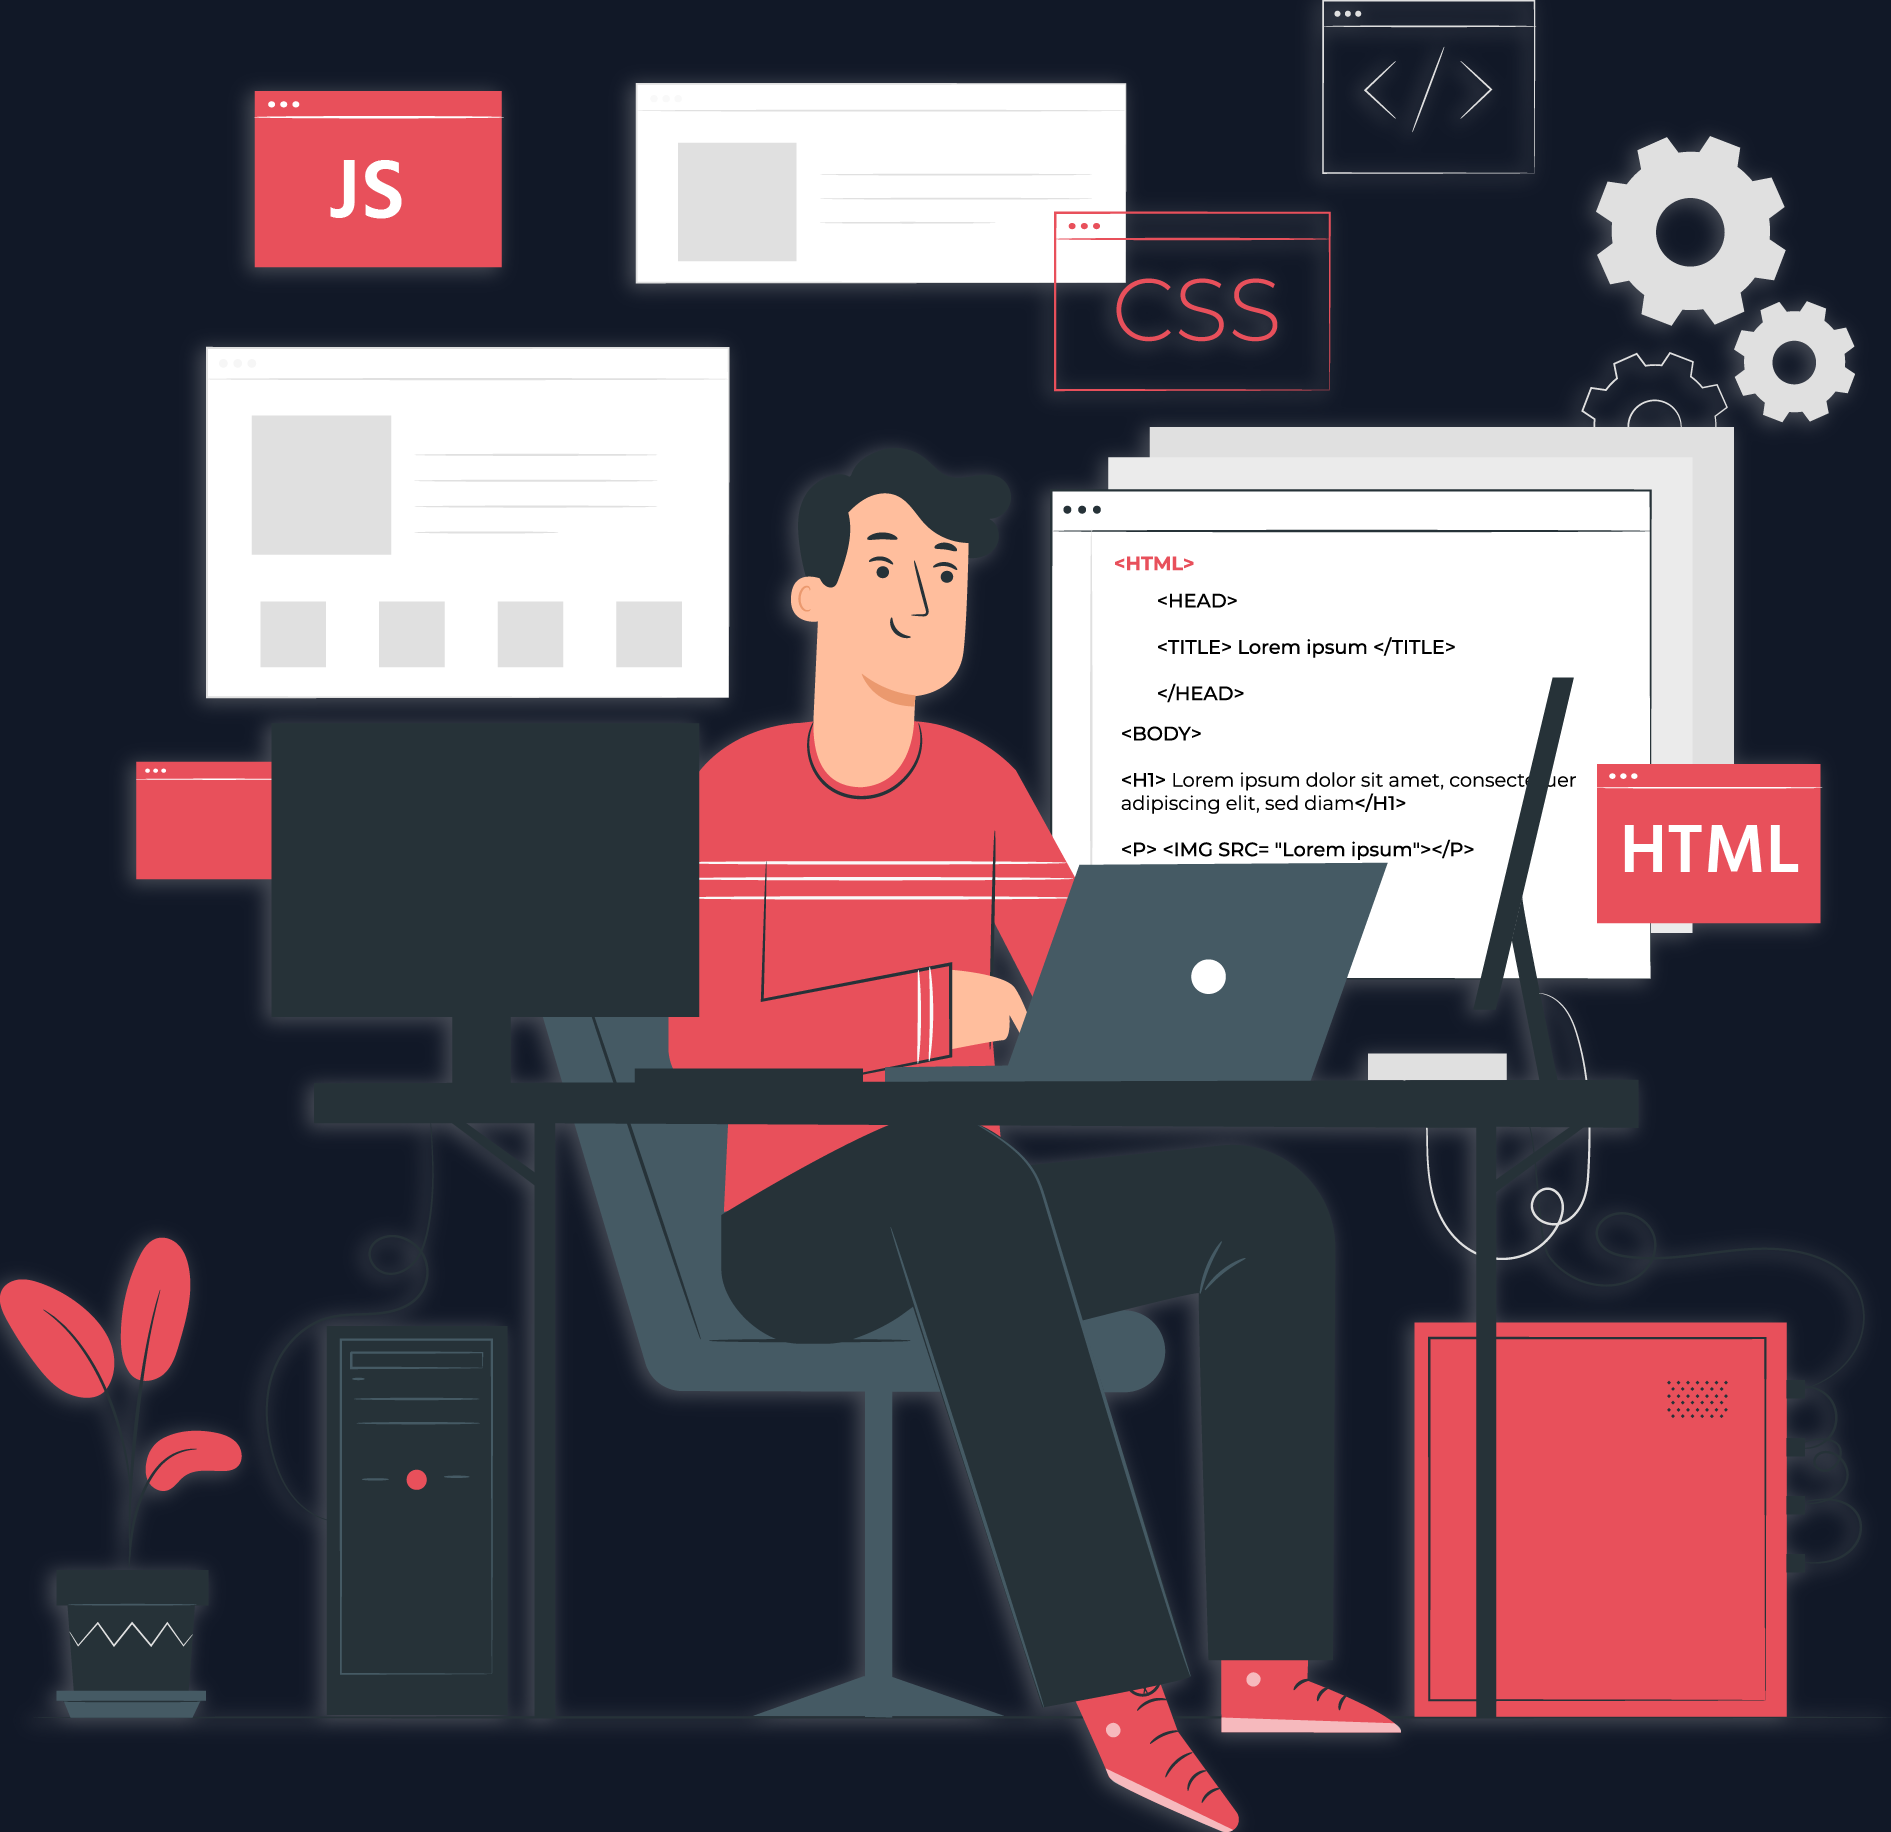 </>
JS
CSS
<HTML>
<HEAD>
<TITLE> Lorem ipsum </TITLE>
</HEAD>
<BODY>
<H1> Lorem ipsum dolor sit amet, consectetuer
adipiscing elit, sed diam</H1>
<P> <IMG SRC= "Lorem ipsum"></P>
HTML